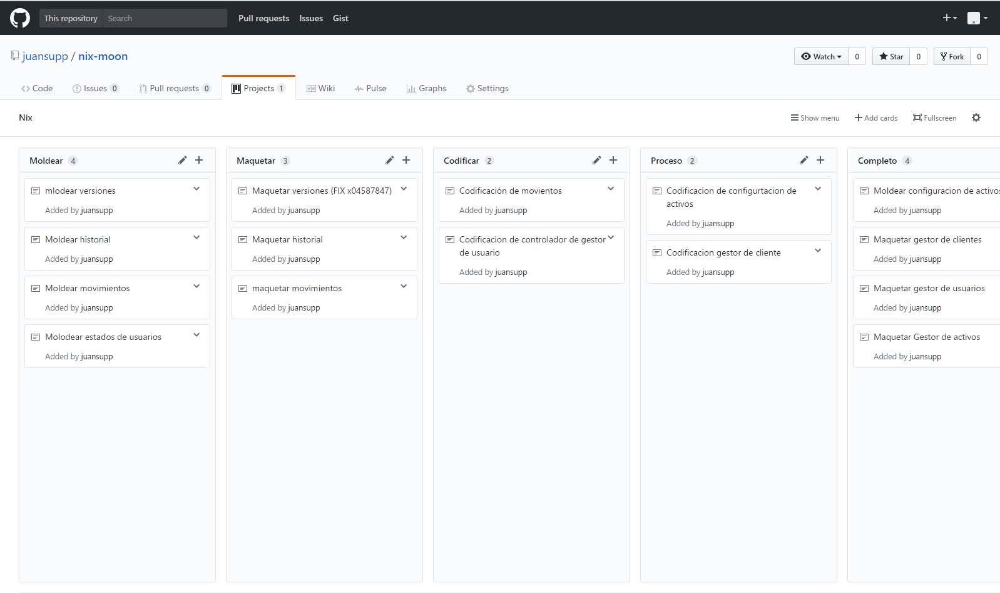 This repository Search Pull requests Issues Gist
juansupp / nix-moon
Watch 0 Star 0 Fork 0
Code Issues 0 Pull requests 0 Projects 1 Wiki Pulse Graphs Settings
Nix
Show menu Add cards Fullscreen
Moldear 4
mlodear versiones
Added by juansupp
Moldear historial
Added by juansupp
Moldear movimientos
Added by juansupp
Molodear estados de usuarios
Added by juansupp
Maquetar 3
Maquetar versiones (FIX x04587847)
Added by juansupp
Maquetar historial
Added by juansupp
maquetar movimientos
Added by juansupp
Codificar 2
Codificación de movientos
Added by juansupp
Codificacion de controlador de gestor
de usuario
Added by juansupp
Proceso 2
Codificacion de configurtacion de
activos
Added by juansupp
Codificacion gestor de cliente
Added by juansupp
Completo 4
Moldear configuracion de activos
Added by juansupp
Maquetar gestor de clientes
Added by juansupp
Maquetar gestor de usuarios
Added by juansupp
Maquetar Gestor de activos
Added by juansupp